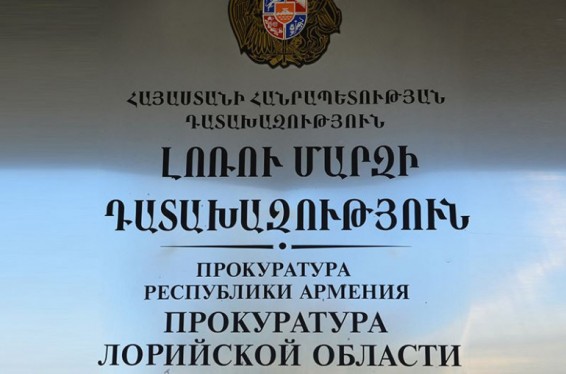 ՀԱՅԱՍՏԱՆԻ ՀԱՆՐԱՊԵՏՈՒԹՅԱՆ
ԴԱՏԱԽԱԶՈՒԹՅՈՒՆ
ԼՈՌՈՒ ՄԱՐԶԻ
ԴԱՏԱԽԱԶՈՒԹՅՈՒՆ
ПРОКУРАТУРА
РЕСПУБЛИКИ АРМЕНИЯ
ПРОКУРАТУРА
ЛОРИЙСКОЙ ОБЛАСТИ